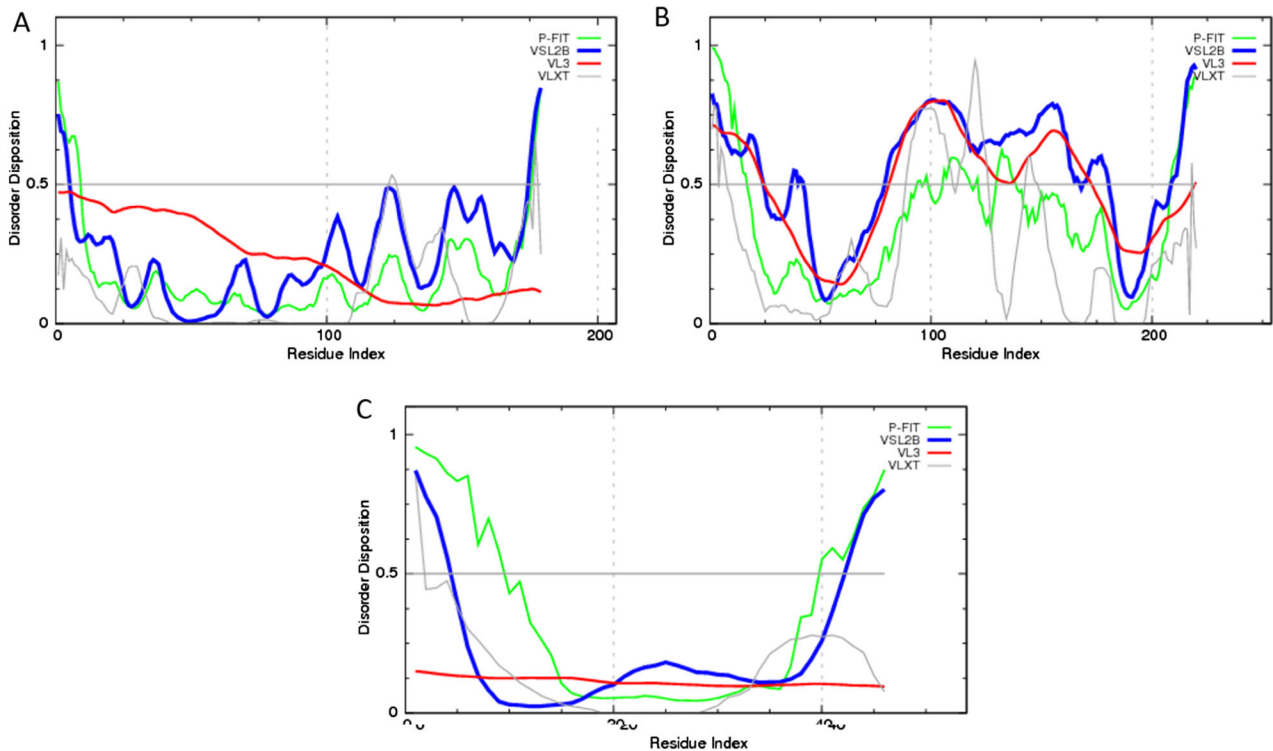 A
1
0.5
0
Disorder Disposition
P-FIT
VSL2B
VL3
VLXT
0
100
200
Residue Index
B
1
0.5
0
Disorder Disposition
P-FIT
VSL2B
VL3
VLXT
0
100
200
Residue Index
C
1
0.5
0
Disorder Disposition
P-FIT
VSL2B
VL3
VLXT
Residue Index